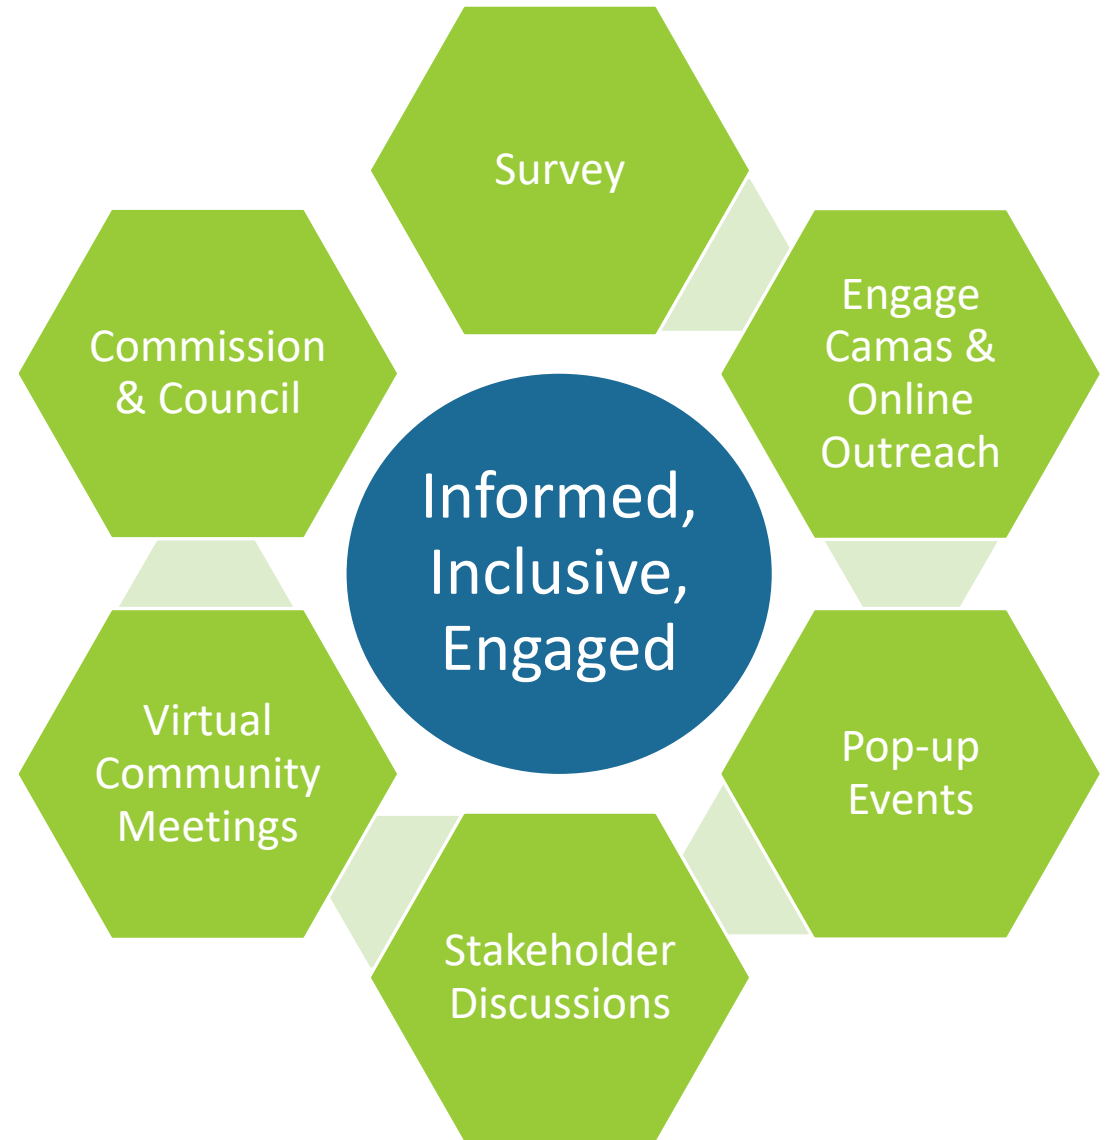 Survey
Engage
Camas &
Online
Outreach
Pop-up
Events
Stakeholder
Discussions
Virtual
Community
Meetings
Commission
& Council
Informed,
Inclusive,
Engaged